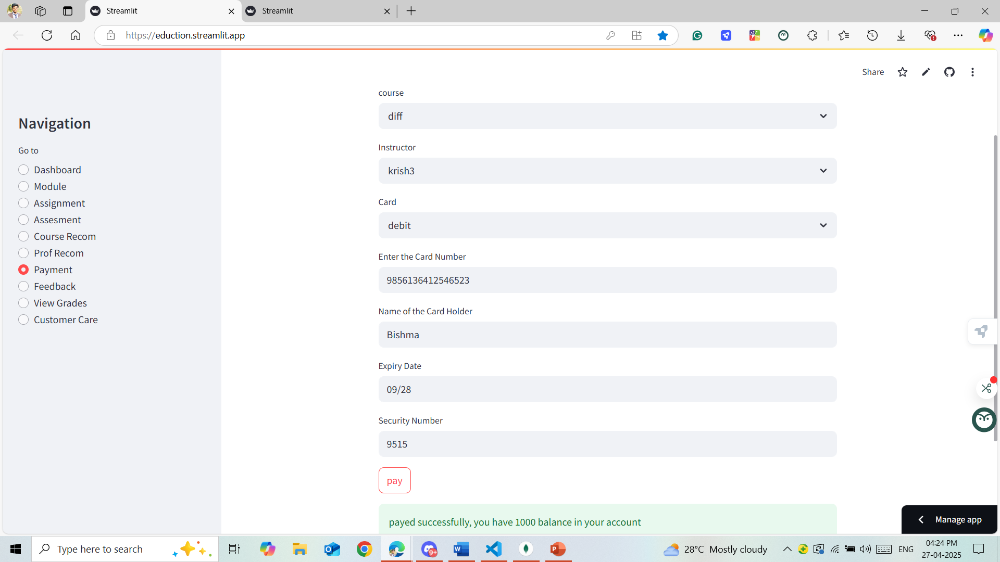 Streamlit
Streamlit
https://eduction.streamlit.app
Share
Navigation
Go to
Dashboard
Module
Assignment
Assesment
Course Recom
Prof Recom
Payment
Feedback
View Grades
Customer Care
course
diff
Instructor
krish3
Card
debit
Enter the Card Number
9856136412546523
Name of the Card Holder
Bishma
Expiry Date
09/28
Security Number
9515
pay
payed successfully, you have 1000 balance in your account
Manage app
Type here to search
9+
28°C Mostly cloudy
ENG
04:24 PM
27-04-2025